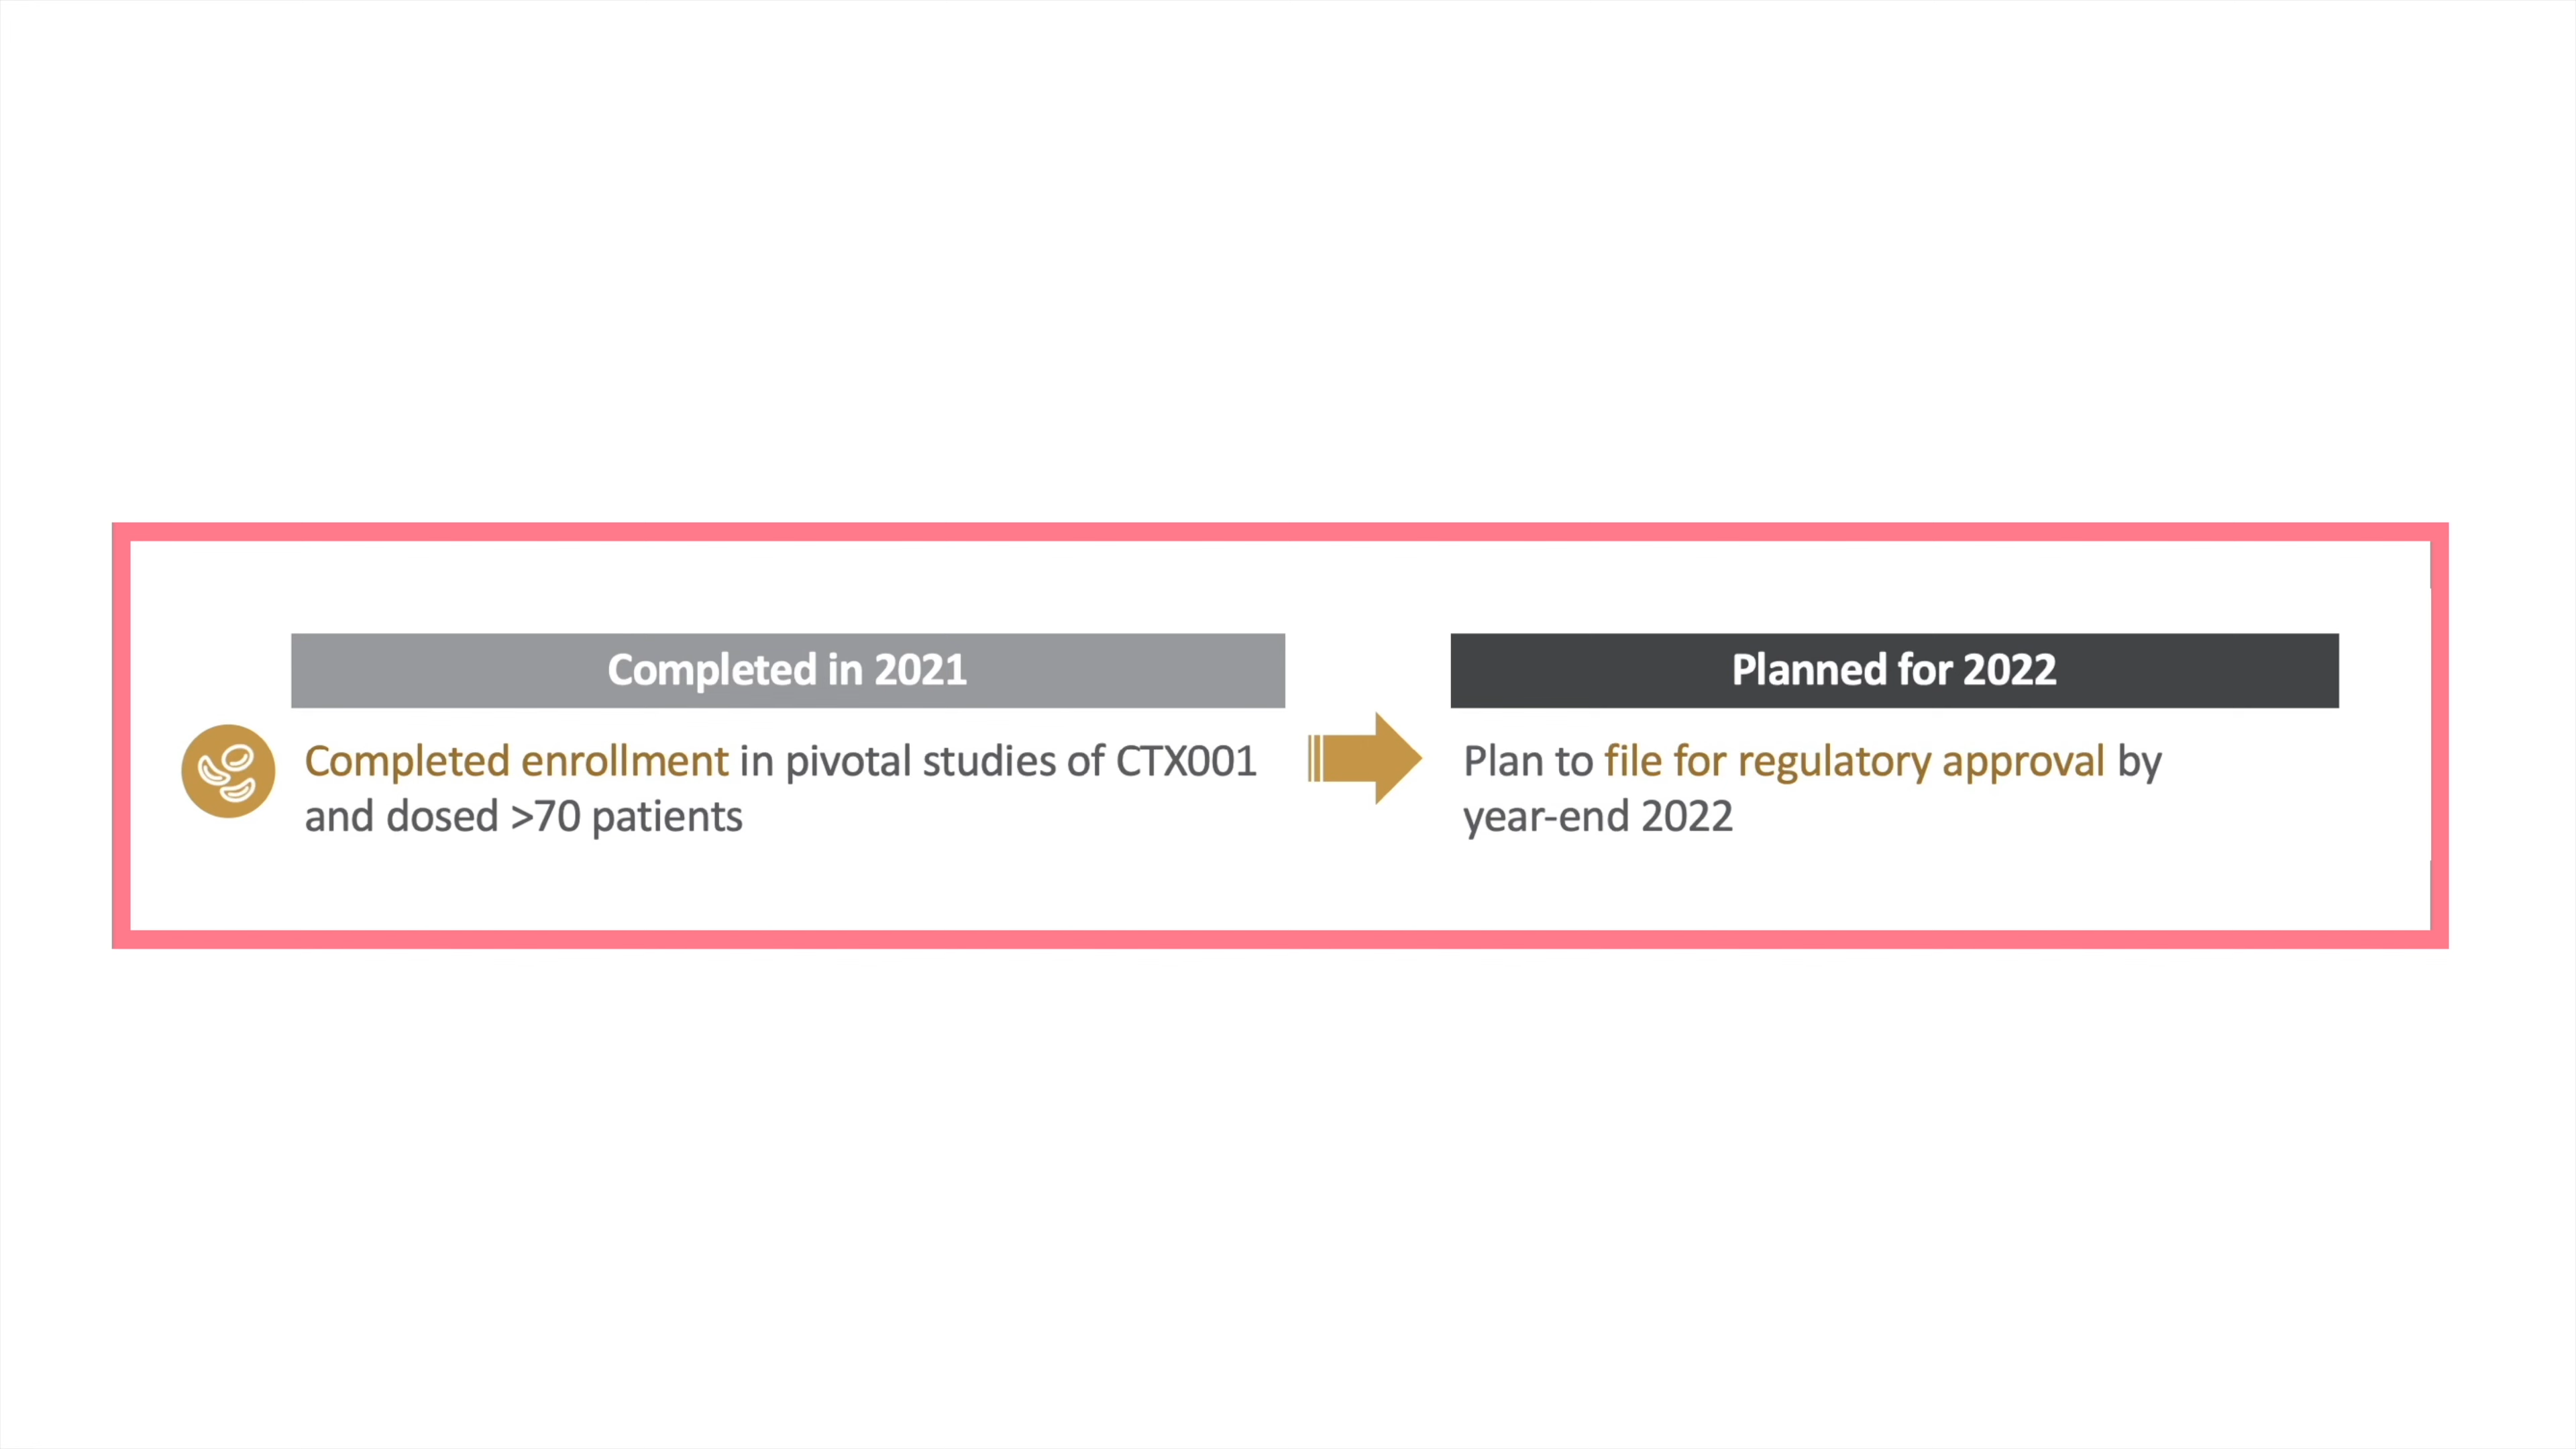 Completed in 2021
Completed enrollment in pivotal studies of CTX001
and dosed >70 patients
Planned for 2022
Plan to file for regulatory approval by
year-end 2022